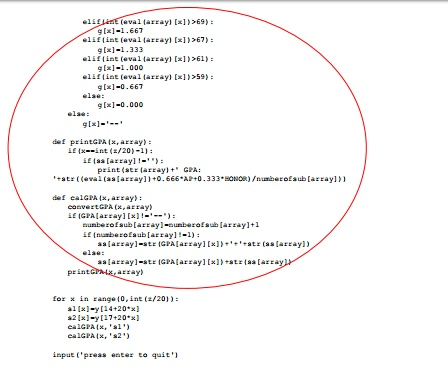 elif(int(eval(array)[x])>69):
g[x]=1.667
elif(int(eval(array)[x])>67):
g[x]=1.333
elif(int(eval(array)[x])>61):
g[x]=1.000
elif(int(eval(array)[x])>59):
g[x]=0.667
else:
g[x]=0.000
else:
g[x]='--'
def printGPA(x,array):
if(x==int(z/20)-1):
if(ss[array]!=''):
print(str(array)+' GPA:
'+str((eval(ss[array])+0.666*AP+0.333*HONOR)/numberofsub[array]))
def calGPA(x,array):
convertGPA(x,array)
if(GPA[array][x]!='--'):
numberofsub[array]=numberofsub[array]+1
if(numberofsub[array]!=1):
ss[array]=str(GPA[array][x])+'+'+str(ss[array])
else:
ss[array]=str(GPA[array][x])+str(ss[array])
printGPA(x,array)
for x in range(0,int(z/20)):
s1[x]=y[14+20*x]
s2[x]=y[17+20*x]
calGPA(x,'s1')
calGPA(x,'s2')
input('press enter to quit')